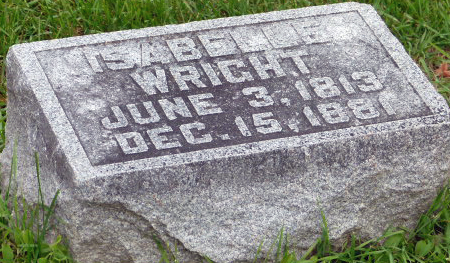 ISABELLE
WRIGHT
JUNE 3, 1813
DEC. 15, 1881